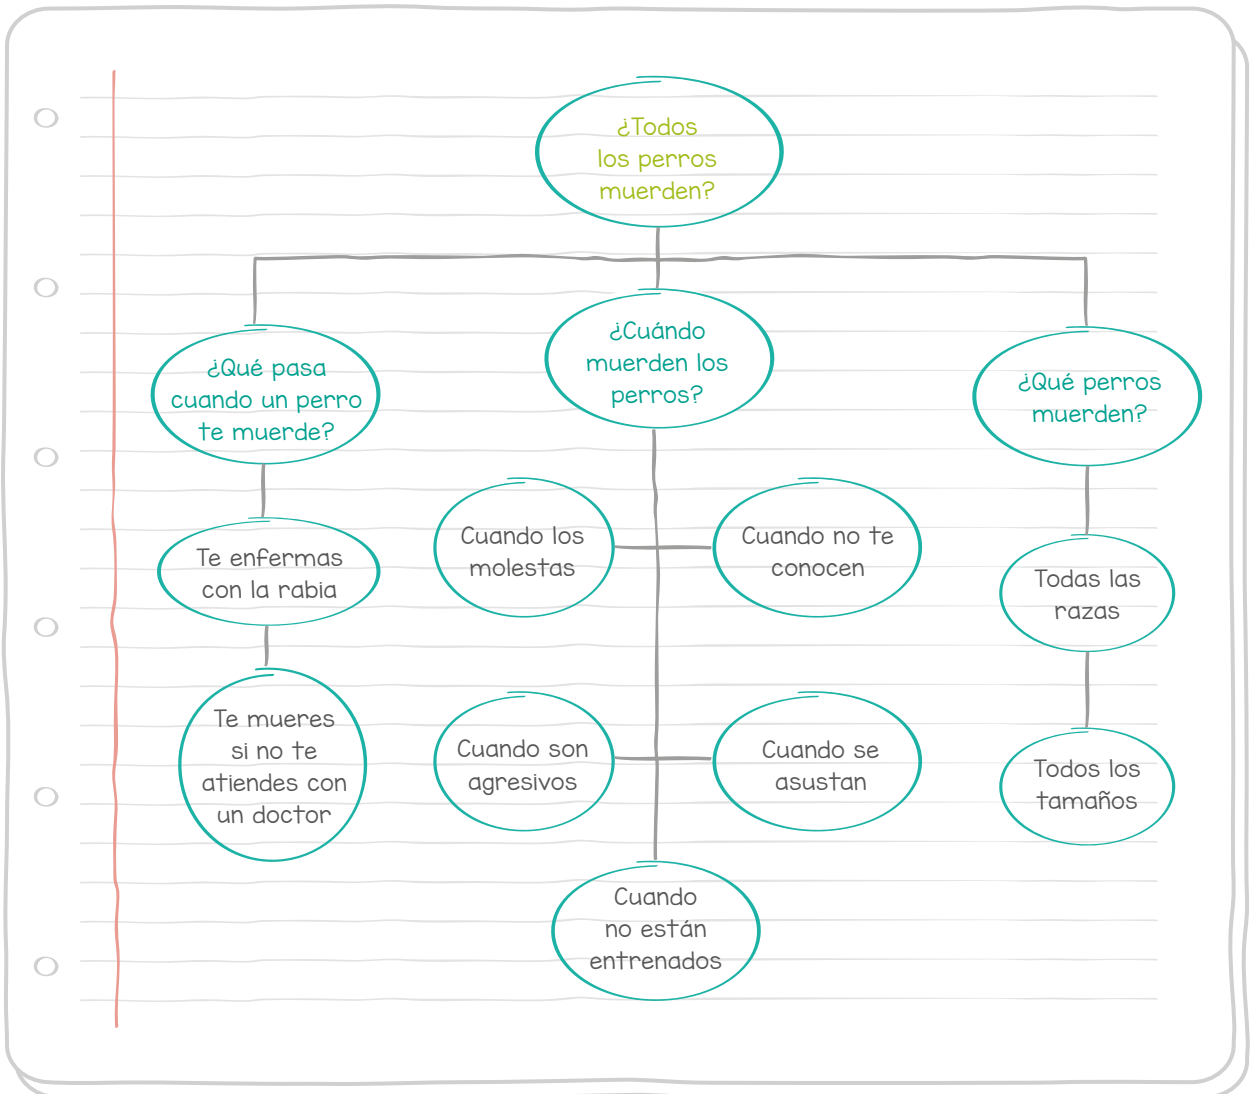 ¿Todos
los perros
muerden?
¿Qué pasa
cuando un perro
te muerde?
¿Cuándo
muerden los
perros?
¿Qué perros
muerden?
Te enfermas
con la rabia
Te mueres
si no te
atiendes con
un doctor
Cuando los
molestas
Cuando no te
conocen
Cuando son
agresivos
Cuando se
asustan
Cuando
no están
entrenados
Todas las
razas
Todos los
tamaños